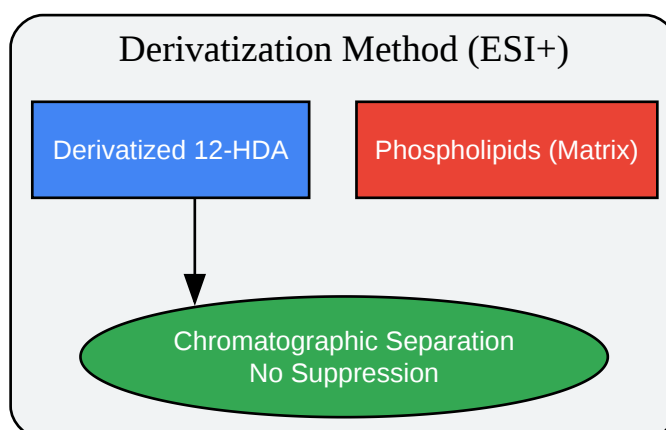 Derivatization Method (ESI+)
Derivatized 12-HDA
Phospholipids (Matrix)
Chromatographic Separation
No Suppression